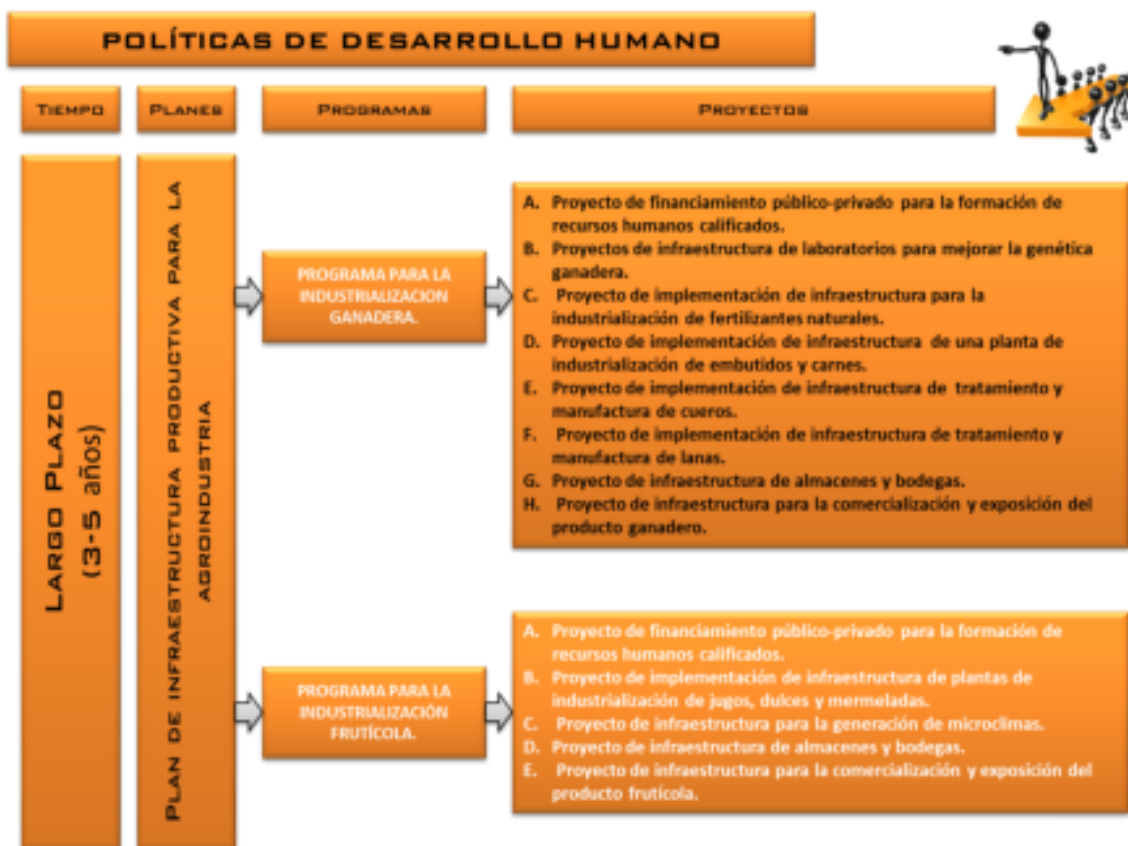 POLÍTICAS DE DESARROLLO HUMANO
TIEMPO
PLANES
PROGRAMAS
PROYECTOS
LARGO PLAZO
(3-5 años)
PLAN DE INFRAESTRUCTURA PRODUCTIVA PARA LA
AGROINDUSTRIA
PROGRAMA PARA LA
INDUSTRIALIZACION
GANADERA.
A. Proyecto de financiamiento público-privado para la formación de
recursos humanos calificados.
B. Proyectos de infraestructura de laboratorios para mejorar la genética
ganadera.
C. Proyecto de implementación de infraestructura para la
industrialización de fertilizantes naturales.
D. Proyecto de implementación de infraestructura de una planta de
industrialización de embutidos y carnes.
E. Proyecto de implementación de infraestructura de tratamiento y
manufactura de cueros.
F. Proyecto de implementación de infraestructura de tratamiento y
manufactura de lanas.
G. Proyecto de infraestructura de almacenes y bodegas.
H. Proyecto de infraestructura para la comercialización y exposición del
producto ganadero.
PROGRAMA PARA LA
INDUSTRIALIZACIÓN
FRUTÍCOLA.
A. Proyecto de financiamiento público-privado para la formación de
recursos humanos calificados.
B. Proyecto de implementación de infraestructura de plantas de
industrialización de jugos, dulces y mermeladas.
C. Proyecto de infraestructura para la generación de microclimas.
D. Proyecto de infraestructura de almacenes y bodegas.
E. Proyecto de infraestructura para la comercialización y exposición del
producto frutícola.